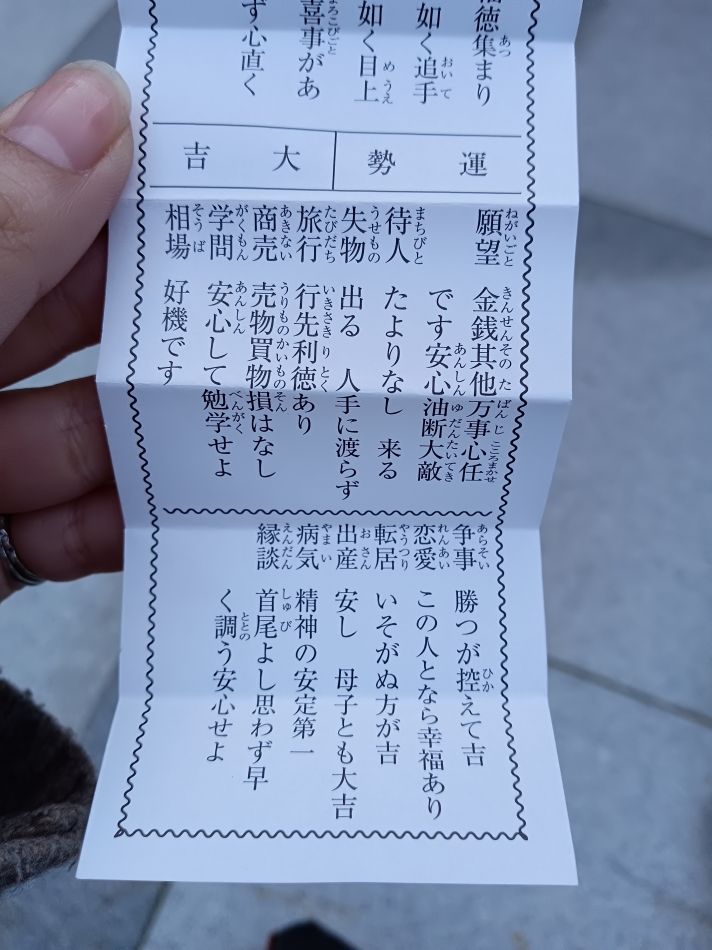 徳集まり
如く追手
如く目上
喜事があ
ず心直く
運勢 大吉
願望 金銭其他万事心任
です安心油断大敵
待人 たよりなし 来る
失物 出る 人手に渡らず
旅行 行先利徳あり
商売 売物買物損はなし
学問 安心して勉学せよ
相場 好機です
争事 勝つが控えて吉
恋愛 この人となら幸福あり
転居 いそがぬ方が吉
出産 安し 母子とも大吉
病気 精神の安定第一
縁談 首尾よし思わず早
く調う安心せよ